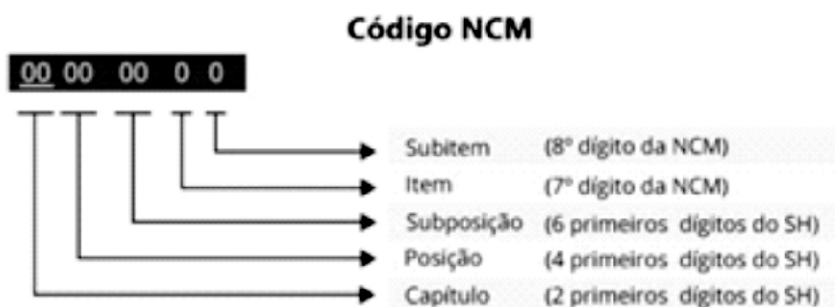 Código NCM
00 00 00 0 0
Subitem (8º dígito da NCM)
Item (7º dígito da NCM)
Subposição (6 primeiros dígitos do SH)
Posição (4 primeiros dígitos do SH)
Capítulo (2 primeiros dígitos do SH)